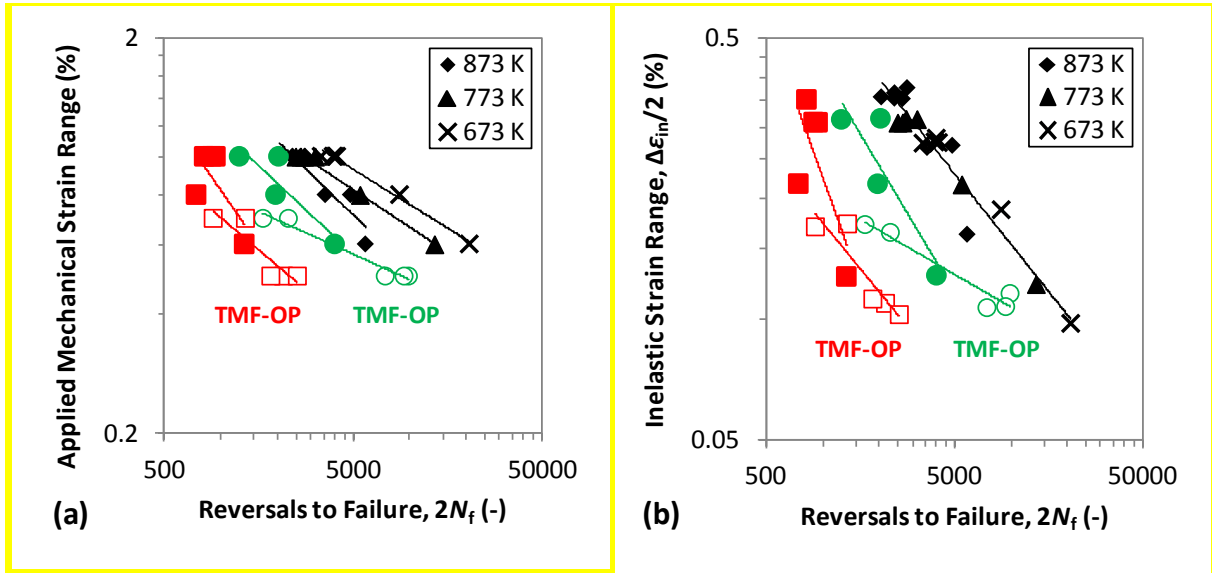 Applied Mechanical Strain Range (%)
2
0.2
873 K
773 K
673 K
TMF-OP
TMF-OP
500
5000
50000
Reversals to Failure, 2Nf (-)
(a)
Inelastic Strain Range, Δεin/2 (%)
0.5
0.05
873 K
773 K
673 K
TMF-OP
TMF-OP
500
5000
50000
Reversals to Failure, 2Nf (-)
(b)